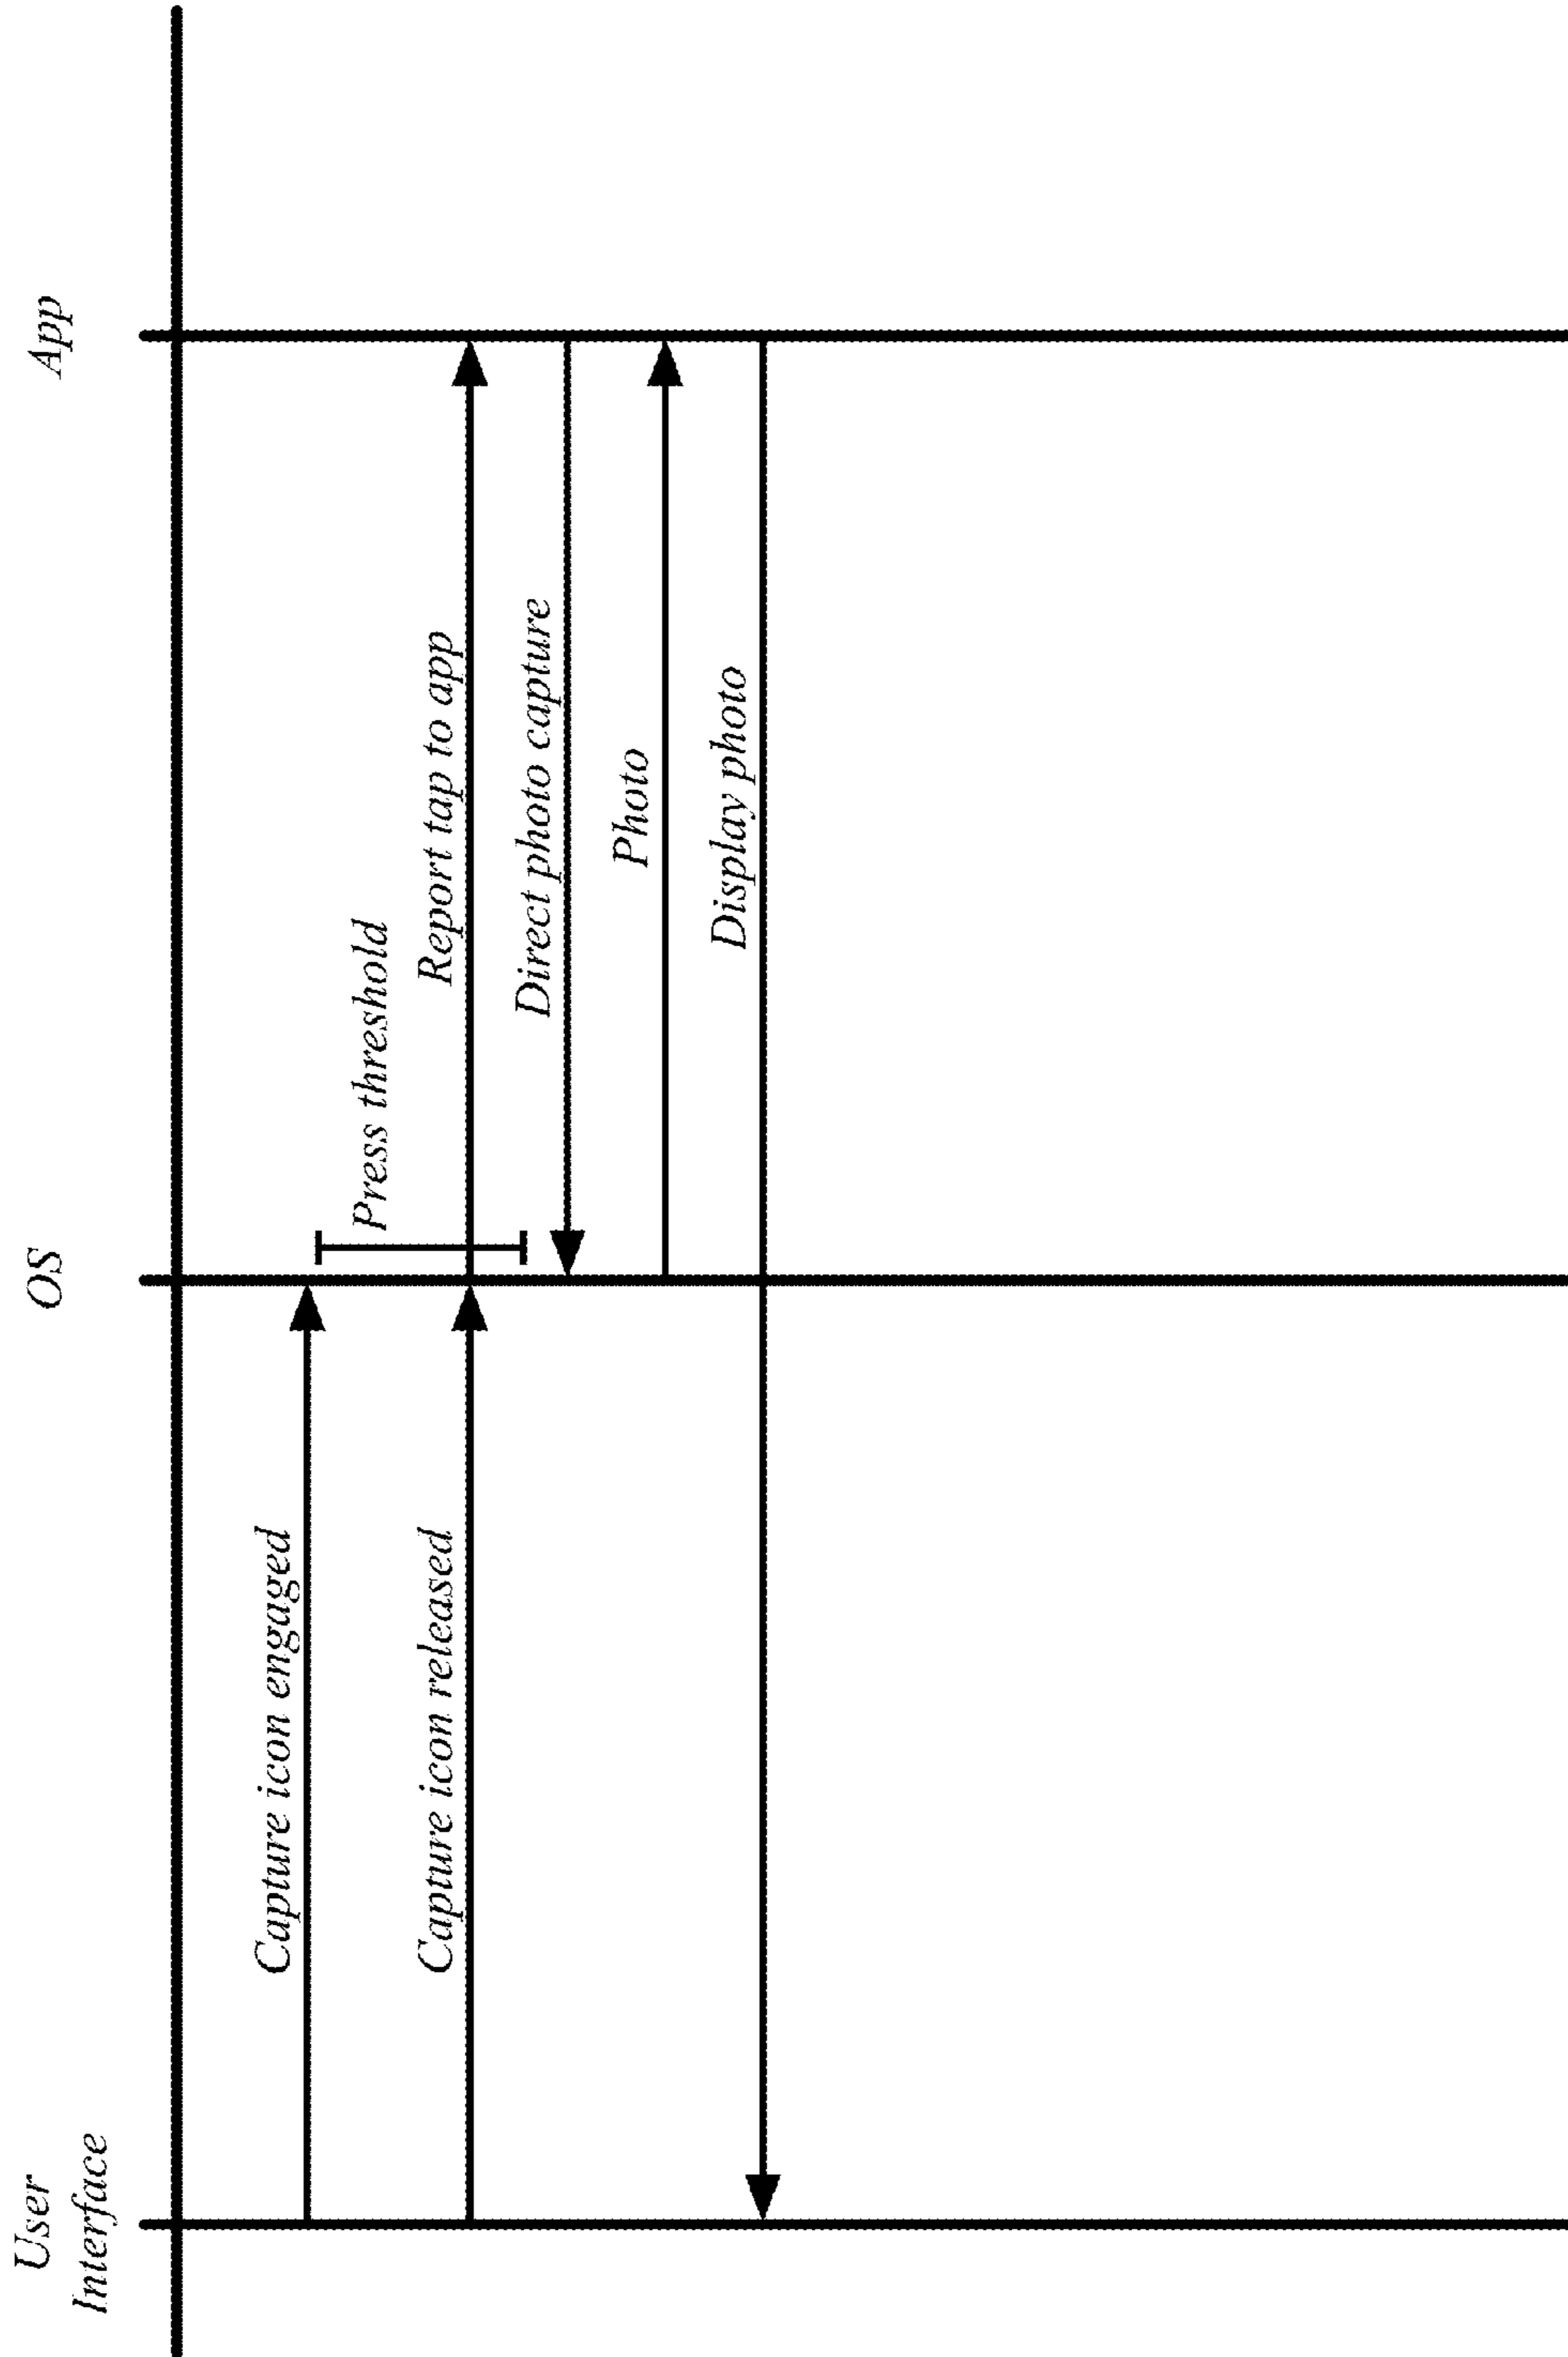 User
Interface
OS
App
Capture icon engaged
Press threshold
Capture icon released
Report tap to app
Direct photo capture
Photo
Display photo